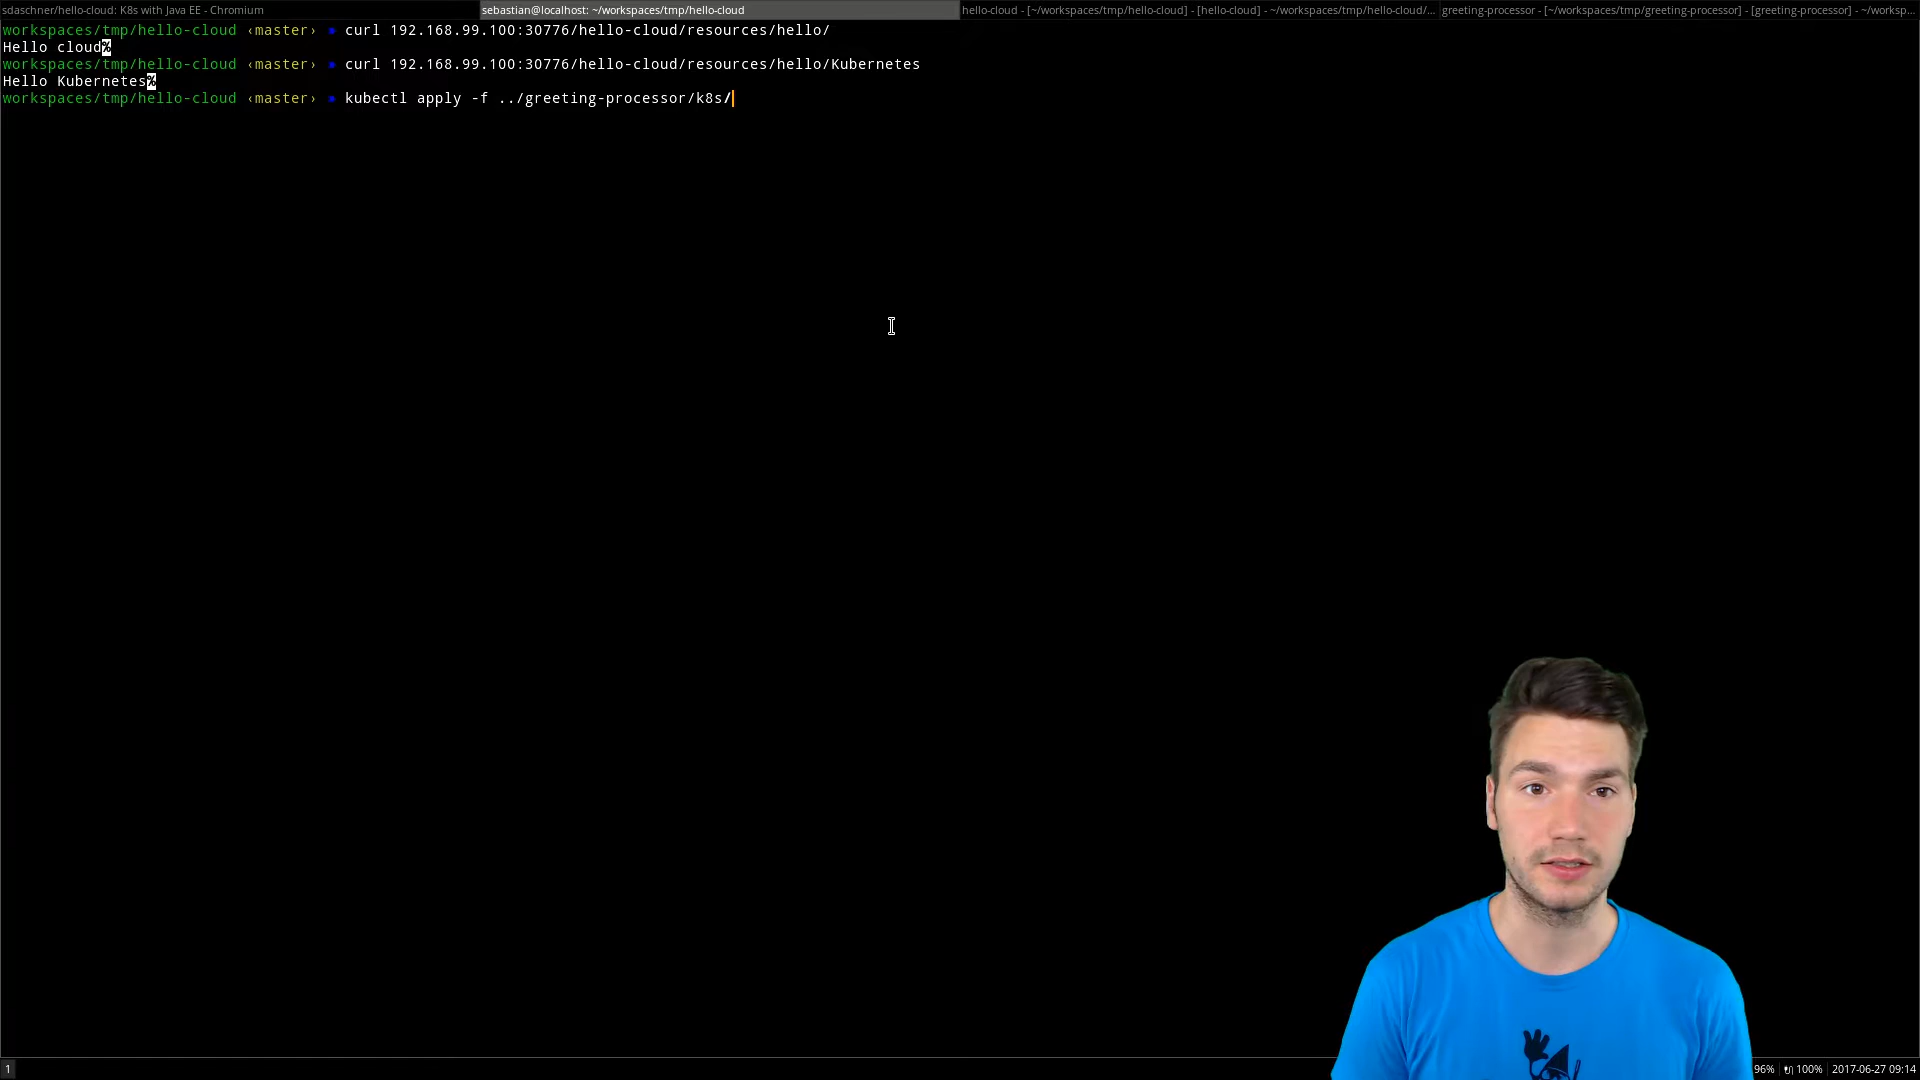 sdaschner/hello-cloud: K8s with Java EE - Chromium
sebastian@localhost: ~/workspaces/tmp/hello-cloud
hello-cloud - [~/workspaces/tmp/hello-cloud] - [hello-cloud] - ~/workspaces/tmp/hello-cloud/...
greeting-processor - [~/workspaces/tmp/greeting-processor] - [greeting-processor] - ~/worksp...
workspaces/tmp/hello-cloud ‹master› » curl 192.168.99.100:30776/hello-cloud/resources/hello/
Hello cloud%
workspaces/tmp/hello-cloud ‹master› » curl 192.168.99.100:30776/hello-cloud/resources/hello/Kubernetes
Hello Kubernetes%
workspaces/tmp/hello-cloud ‹master› » kubectl apply -f ../greeting-processor/k8s/
1
96%
100%
2017-06-27 09:14